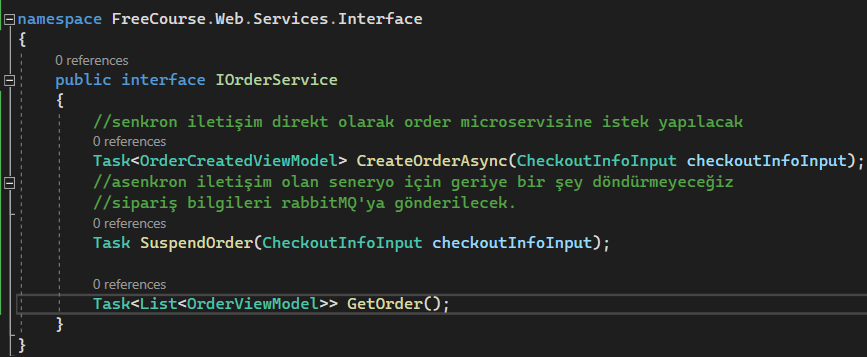 namespace FreeCourse.Web.Services.Interface
{
0 references
public interface IOrderService
{
//senkron iletişim direkt olarak order microservisine istek yapılacak
0 references
Task<OrderCreatedViewModel> CreateOrderAsync(CheckoutInfoInput checkoutInfoInput);
//asenkron iletişim olan seneryo için geriye bir şey döndürmeyeceğiz
//sipariş bilgileri rabbitMQ'ya gönderilecek.
0 references
Task SuspendOrder(CheckoutInfoInput checkoutInfoInput);
0 references
Task<List<OrderViewModel>> GetOrder();
}
}